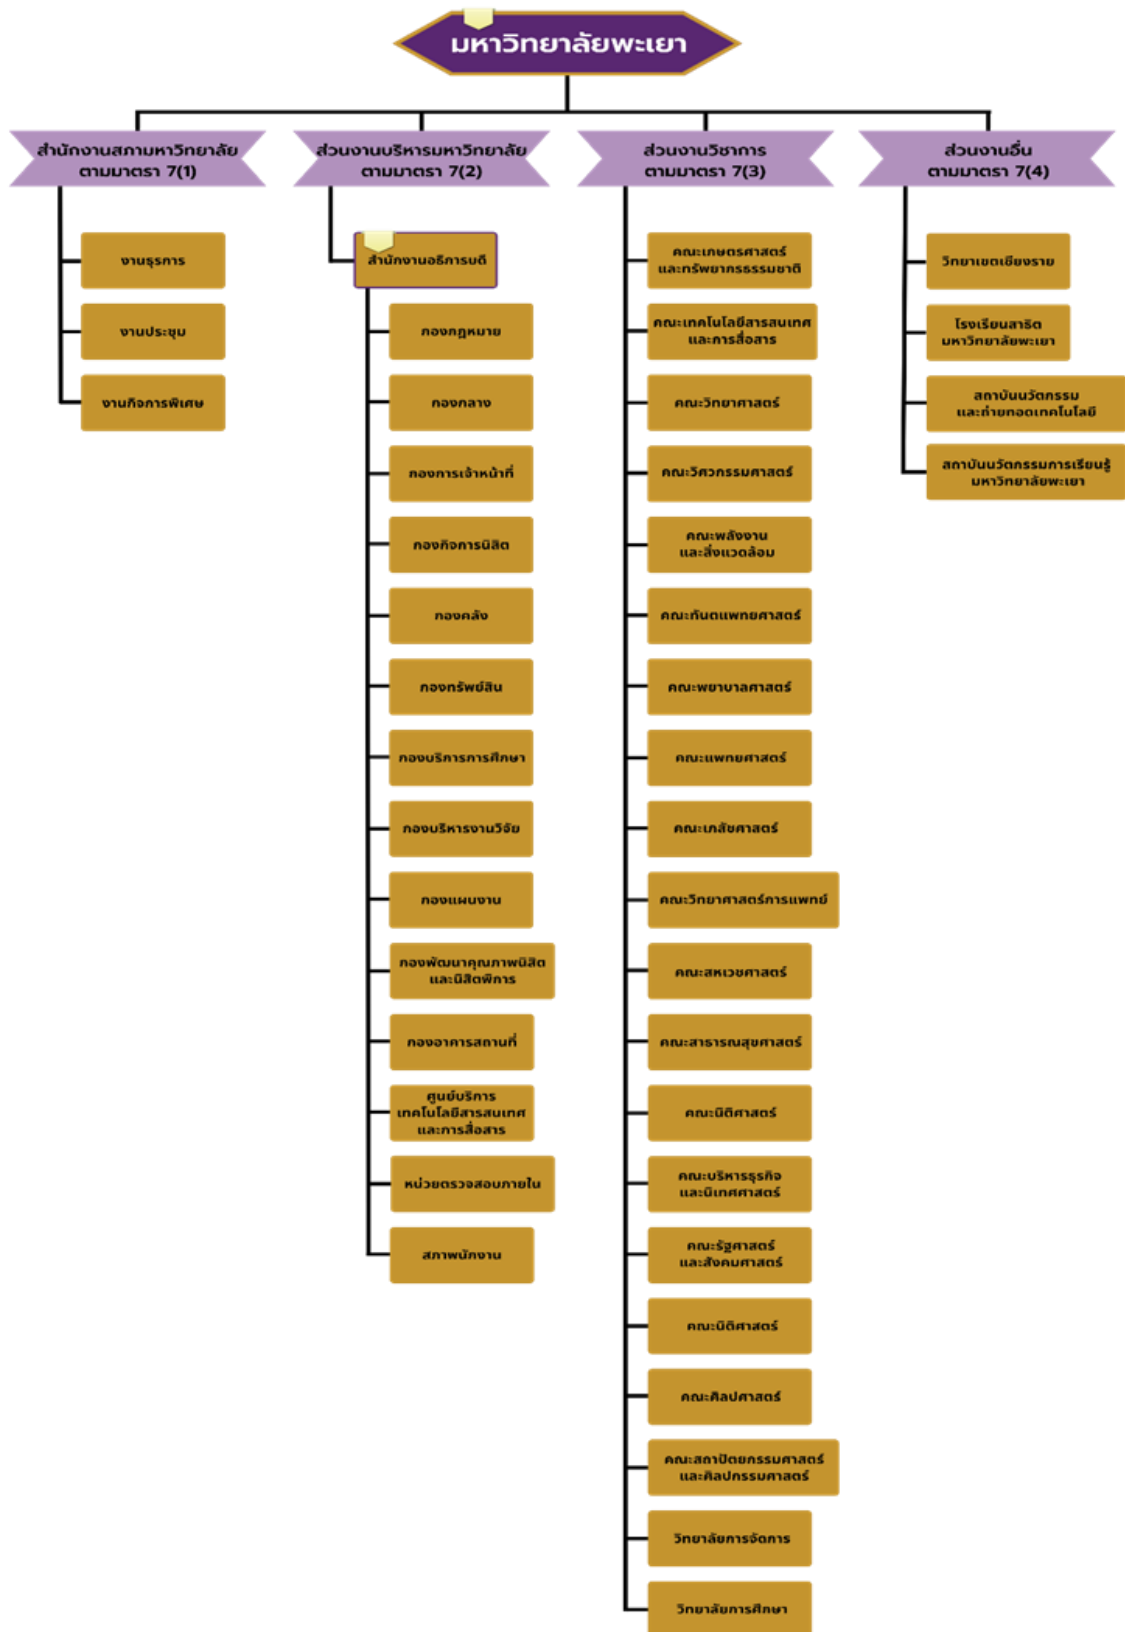 มหาวิทยาลัยพะเยา
สำนักงานสภามหาวิทยาลัย
ตามมาตรา 7(1)
งานธุรการ
งานประชุม
งานกิจการพิเศษ
ส่วนงานบริหารมหาวิทยาลัย
ตามมาตรา 7(2)
สำนักงานอธิการบดี
กองกฎหมาย
กองกลาง
กองการเจ้าหน้าที่
กองกิจการนิสิต
กองคลัง
กองทรัพย์สิน
กองบริการการศึกษา
กองบริหารงานวิจัย
กองแผนงาน
กองพัฒนาคุณภาพนิสิต
และนิสิตพิการ
กองอาคารสถานที่
ศูนย์บริการ
เทคโนโลยีสารสนเทศ
และการสื่อสาร
หน่วยตรวจสอบภายใน
สภาพนักงาน
ส่วนงานวิชาการ
ตามมาตรา 7(3)
คณะเกษตรศาสตร์
และทรัพยากรธรรมชาติ
คณะเทคโนโลยีสารสนเทศ
และการสื่อสาร
คณะวิทยาศาสตร์
คณะวิศวกรรมศาสตร์
คณะพลังงาน
และสิ่งแวดล้อม
คณะทันตแพทยศาสตร์
คณะพยาบาลศาสตร์
คณะแพทยศาสตร์
คณะเภสัชศาสตร์
คณะวิทยาศาสตร์การแพทย์
คณะสหเวชศาสตร์
คณะสาธารณสุขศาสตร์
คณะนิติศาสตร์
คณะบริหารธุรกิจ
และนิเทศศาสตร์
คณะรัฐศาสตร์
และสังคมศาสตร์
คณะนิติศาสตร์
คณะศิลปศาสตร์
คณะสถาปัตยกรรมศาสตร์
และศิลปกรรมศาสตร์
วิทยาลัยการจัดการ
วิทยาลัยการศึกษา
ส่วนงานอื่น
ตามมาตรา 7(4)
วิทยาเขตเชียงราย
โรงเรียนสาธิต
มหาวิทยาลัยพะเยา
สถาบันนวัตกรรม
และถ่ายทอดเทคโนโลยี
สถาบันนวัตกรรมการเรียนรู้
มหาวิทยาลัยพะเยา